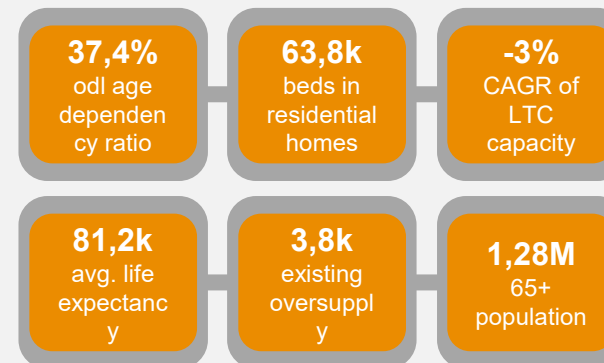 37,4%
odl age
dependen
cy ratio
63,8k
beds in
residential
homes
-3%
CAGR of
LTC
capacity
81,2k
avg. life
expectanc
y
3,8k
existing
oversuppl
y
1,28M
65+
population